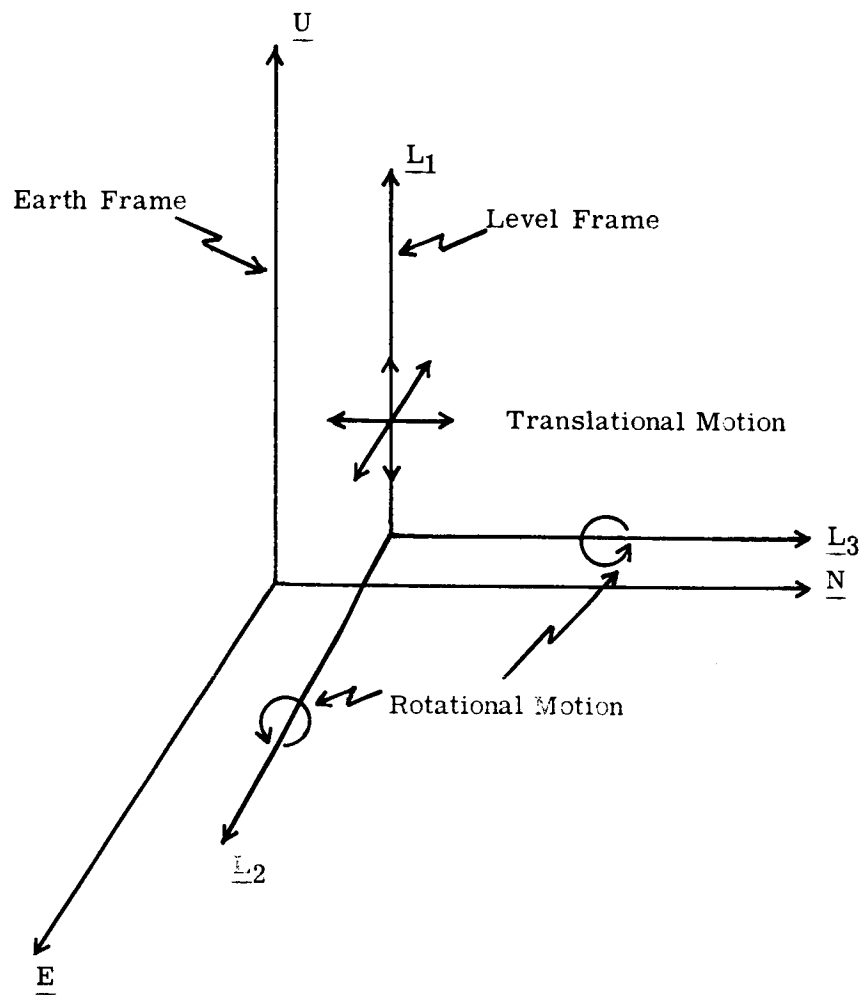 U
L1
Earth Frame
Level Frame
Translational Motion
L3
N
Rotational Motion
L2
E